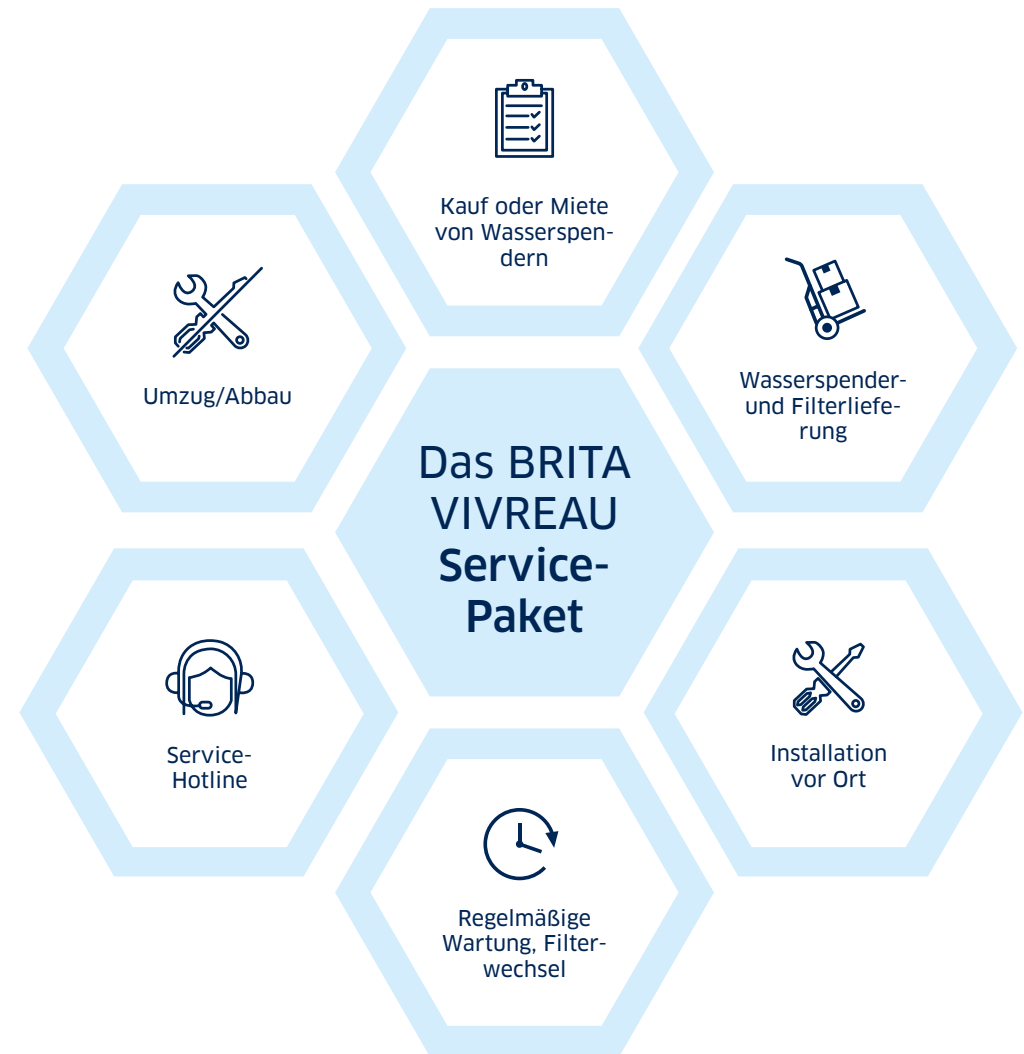 Kauf oder Miete
von Wasserspen-
dern
Wasserspender-
und Filterliefe-
rung
Installation
vor Ort
Regelmäßige
Wartung, Filter-
wechsel
Service-
Hotline
Umzug/Abbau
Das BRITA
VIVREAU
Service-
Paket